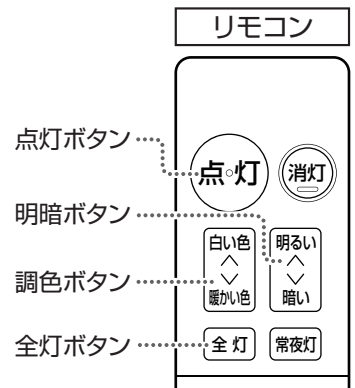 リモコン
点灯ボタン
点灯
消灯
明暗ボタン
白い色
明るい
調色ボタン
暖かい色
暗い
全灯ボタン
全灯
常夜灯